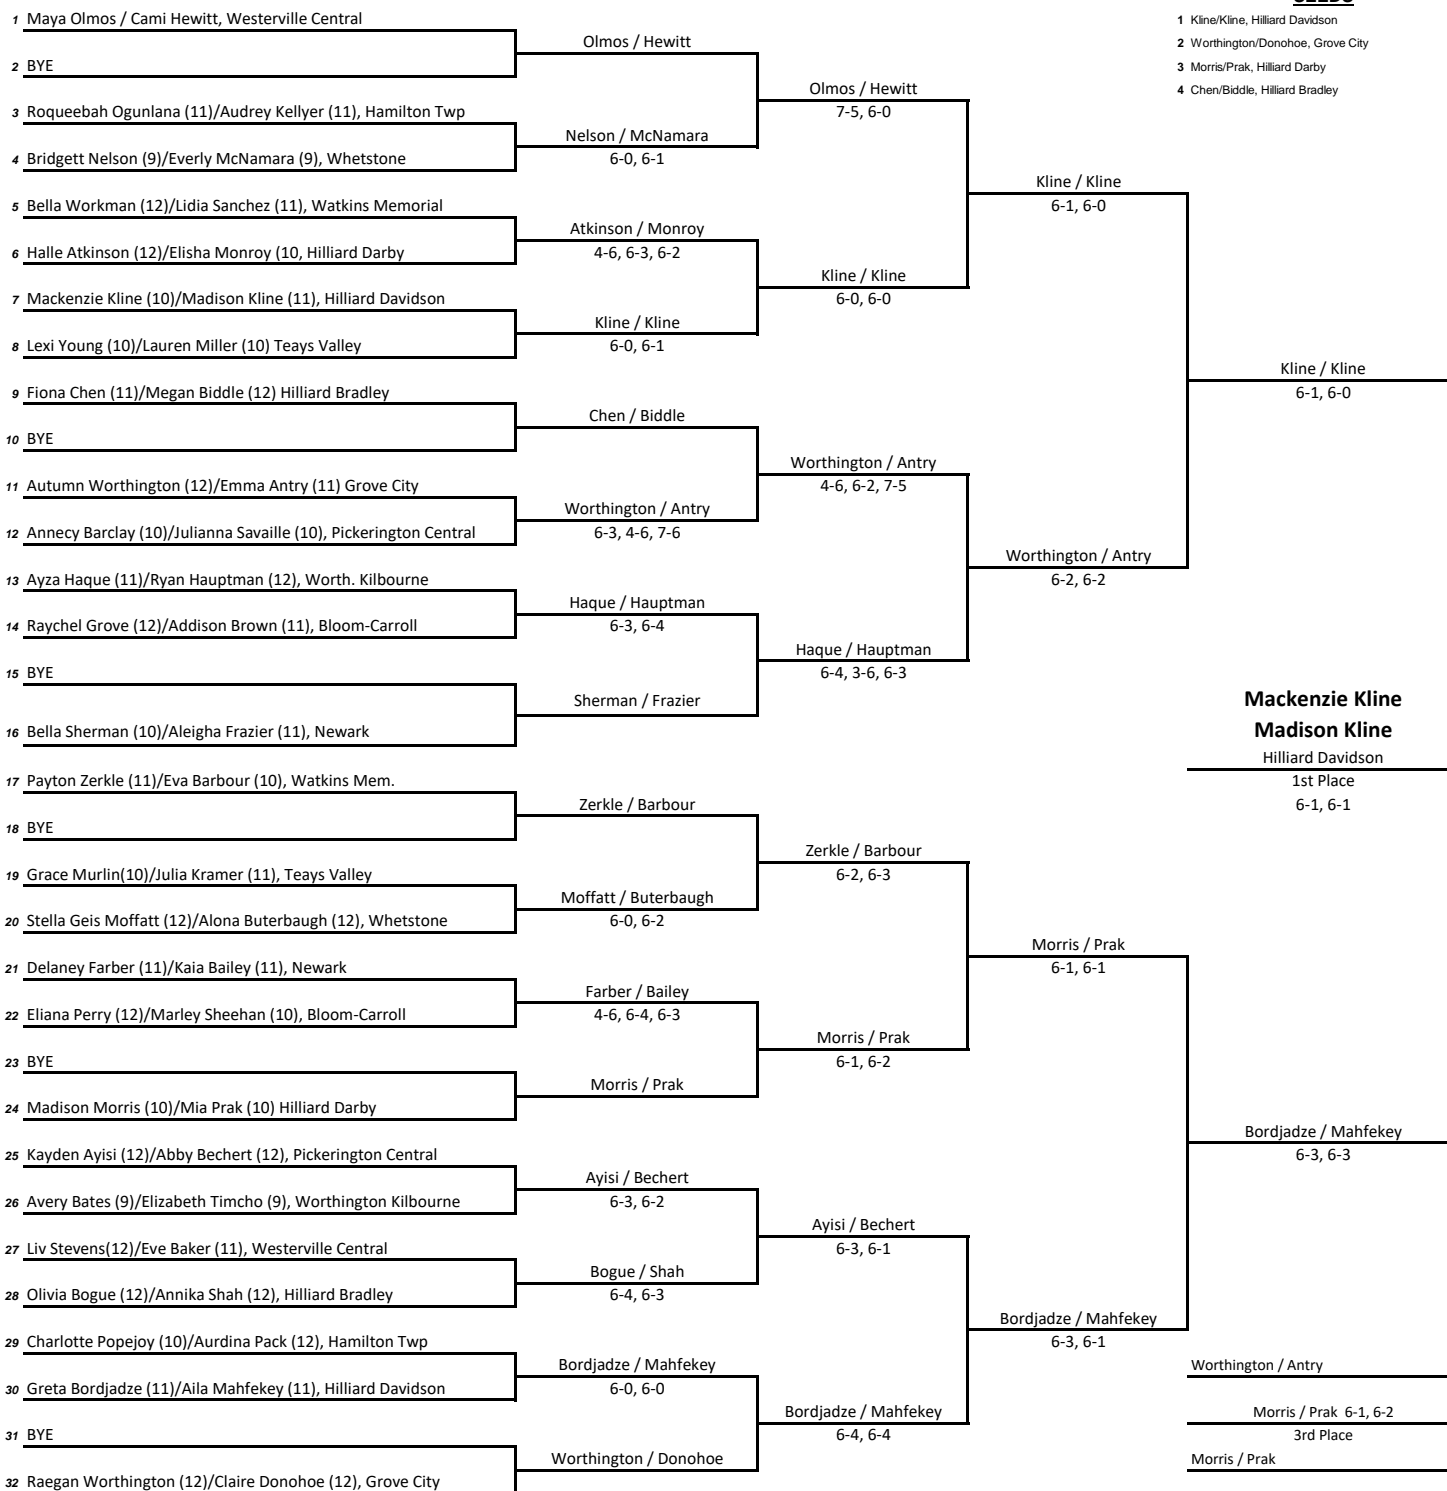 1 Maya Olmos / Cami Hewitt, Westerville Central
2 BYE
3 Roqueebah Ogunlana (11)/Audrey Kellyer (11), Hamilton Twp
4 Bridgett Nelson (9)/Everly McNamara (9), Whetstone
5 Bella Workman (12)/Lidia Sanchez (11), Watkins Memorial
6 Halle Atkinson (12)/Elisha Monroy (10, Hilliard Darby
7 Mackenzie Kline (10)/Madison Kline (11), Hilliard Davidson
8 Lexi Young (10)/Lauren Miller (10) Teays Valley
9 Fiona Chen (11)/Megan Biddle (12) Hilliard Bradley
10 BYE
11 Autumn Worthington (12)/Emma Antry (11) Grove City
12 Annecy Barclay (10)/Julianna Savaille (10), Pickerington Central
13 Ayza Haque (11)/Ryan Hauptman (12), Worth. Kilbourne
14 Raychel Grove (12)/Addison Brown (11), Bloom-Carroll
15 BYE
16 Bella Sherman (10)/Aleigha Frazier (11), Newark
17 Payton Zerkle (11)/Eva Barbour (10), Watkins Mem.
18 BYE
19 Grace Murlin(10)/Julia Kramer (11), Teays Valley
20 Stella Geis Moffatt (12)/Alona Buterbaugh (12), Whetstone
21 Delaney Farber (11)/Kaia Bailey (11), Newark
22 Eliana Perry (12)/Marley Sheehan (10), Bloom-Carroll
23 BYE
24 Madison Morris (10)/Mia Prak (10) Hilliard Darby
25 Kayden Ayisi (12)/Abby Bechert (12), Pickerington Central
26 Avery Bates (9)/Elizabeth Timcho (9), Worthington Kilbourne
27 Liv Stevens(12)/Eve Baker (11), Westerville Central
28 Olivia Bogue (12)/Annika Shah (12), Hilliard Bradley
29 Charlotte Popejoy (10)/Aurdina Pack (12), Hamilton Twp
30 Greta Bordjadze (11)/Aila Mahfekey (11), Hilliard Davidson
31 BYE
32 Raegan Worthington (12)/Claire Donohoe (12), Grove City
Olmos / Hewitt
Nelson / McNamara
6-0, 6-1
Atkinson / Monroy
4-6, 6-3, 6-2
Kline / Kline
6-0, 6-1
Chen / Biddle
Worthington / Antry
6-3, 4-6, 7-6
Haque / Hauptman
6-3, 6-4
Sherman / Frazier
Zerkle / Barbour
Moffatt / Buterbaugh
6-0, 6-2
Farber / Bailey
4-6, 6-4, 6-3
Morris / Prak
Ayisi / Bechert
6-3, 6-2
Bogue / Shah
6-4, 6-3
Bordjadze / Mahfekey
6-0, 6-0
Worthington / Donohoe
Olmos / Hewitt
7-5, 6-0
Kline / Kline
6-0, 6-0
Worthington / Antry
4-6, 6-2, 7-5
Haque / Hauptman
6-4, 3-6, 6-3
Zerkle / Barbour
6-2, 6-3
Morris / Prak
6-1, 6-2
Ayisi / Bechert
6-3, 6-1
Bordjadze / Mahfekey
6-4, 6-4
Kline / Kline
6-1, 6-0
Worthington / Antry
6-2, 6-2
Morris / Prak
6-1, 6-1
Bordjadze / Mahfekey
6-3, 6-1
1 Kline/Kline, Hilliard Davidson
2 Worthington/Donohoe, Grove City
3 Morris/Prak, Hilliard Darby
4 Chen/Biddle, Hilliard Bradley
Kline / Kline
6-1, 6-0
Mackenzie Kline
Madison Kline
Hilliard Davidson
1st Place
6-1, 6-1
Bordjadze / Mahfekey
6-3, 6-3
Worthington / Antry
Morris / Prak 6-1, 6-2
3rd Place
Morris / Prak